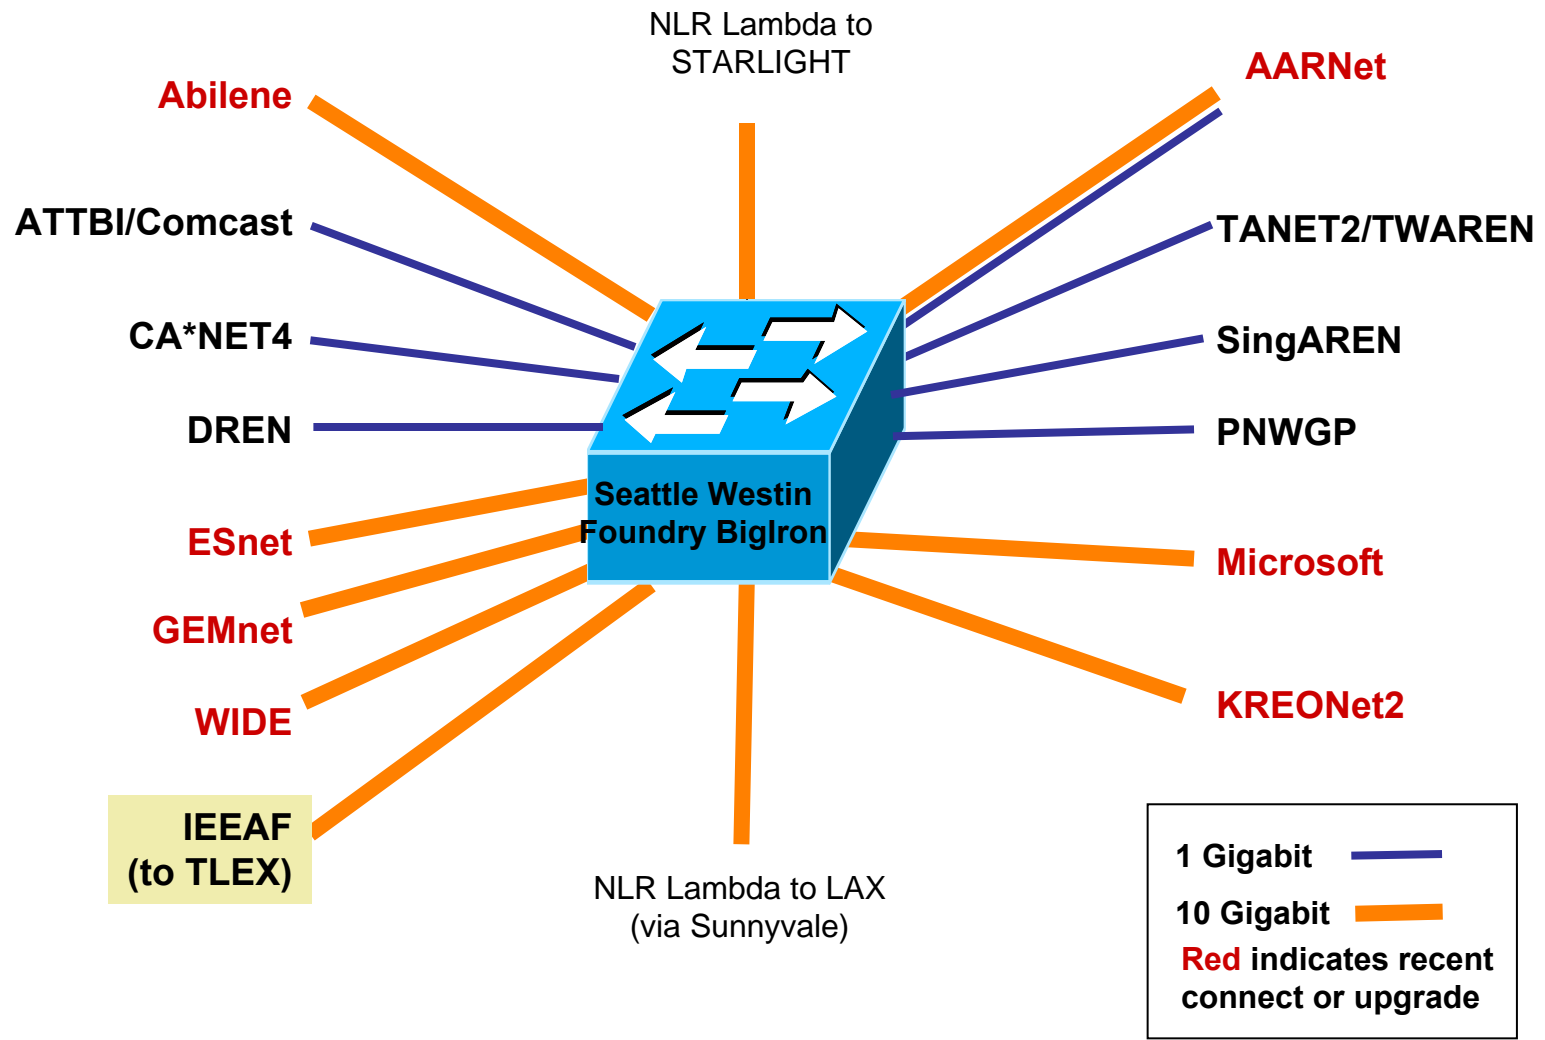 NLR Lambda to
STARLIGHT
Abilene
AARNet
ATTBI/Comcast
TANET2/TWAREN
CA*NET4
SingAREN
DREN
PNWGP
Seattle Westin
Foundry BigIron
ESnet
Microsoft
GEMnet
WIDE
KREONet2
IEEAF
(to TLEX)
NLR Lambda to LAX
(via Sunnyvale)
1 Gigabit
10 Gigabit
Red indicates recent
connect or upgrade